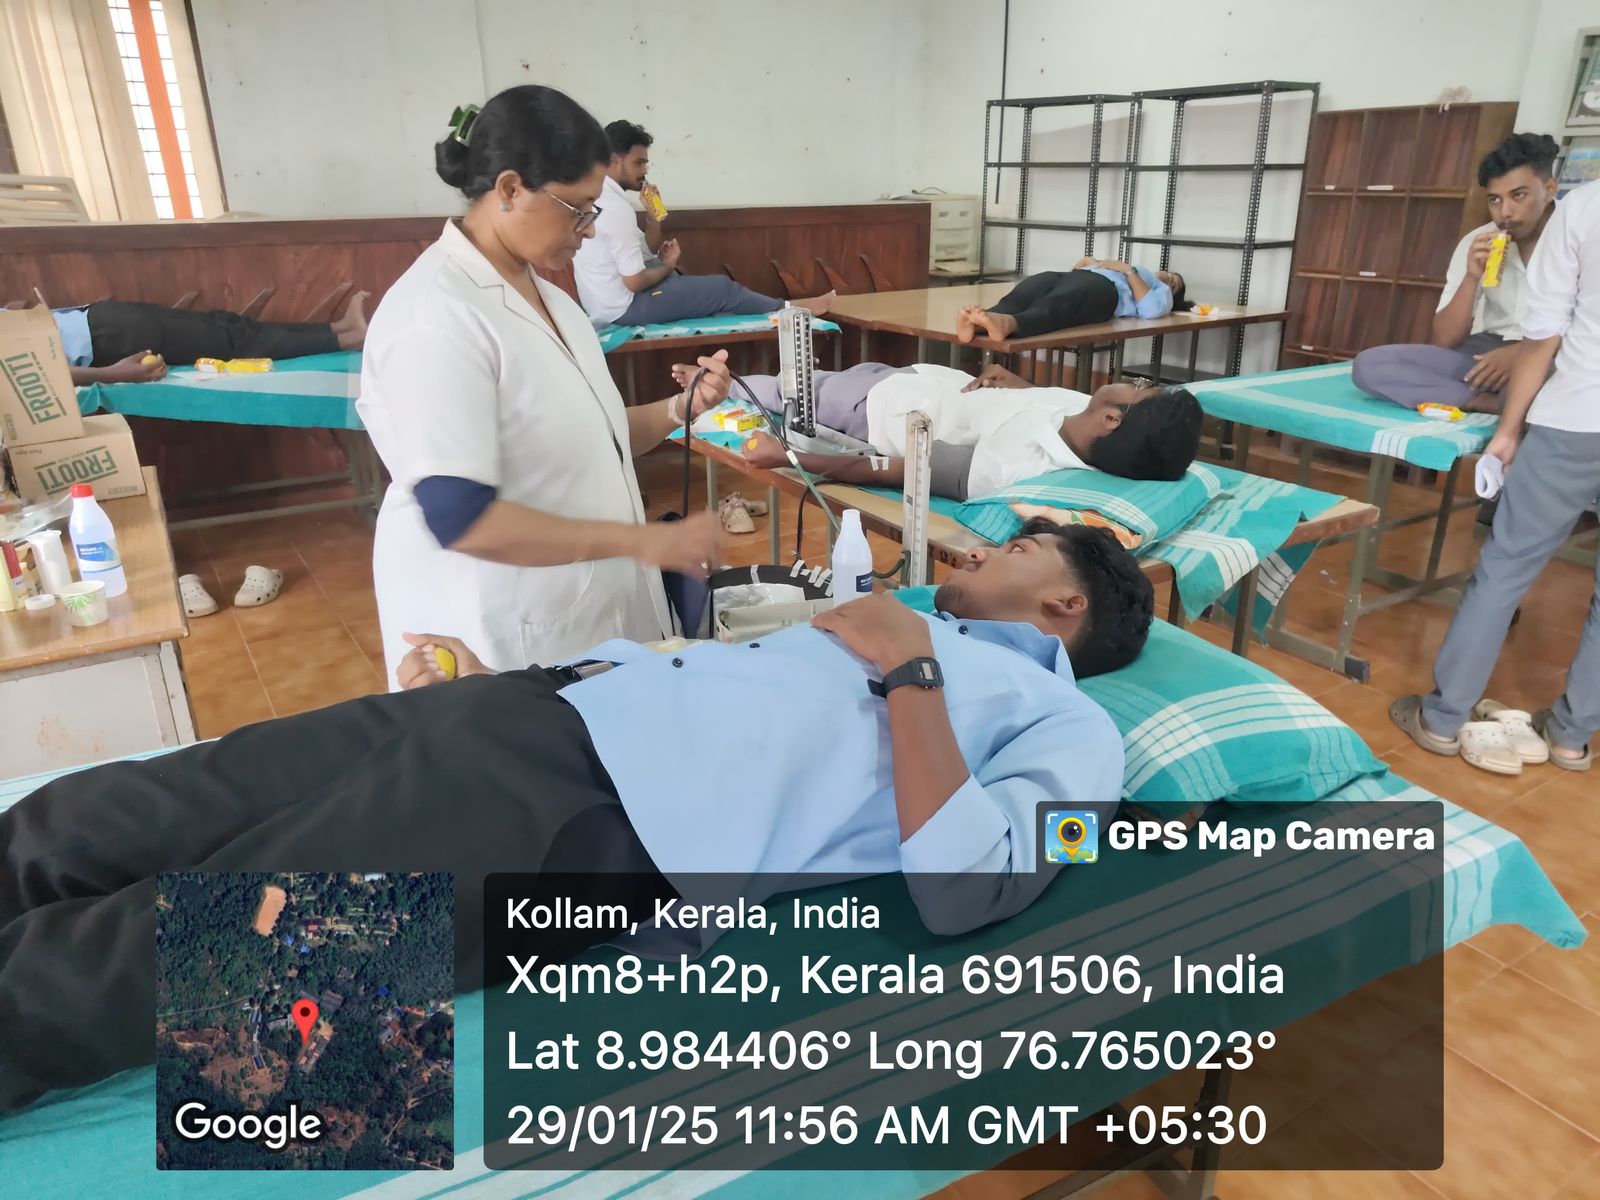 FROOTI
FROOTI
GPS Map Camera
Kollam, Kerala, India
Xqm8+h2p, Kerala 691506, India
Lat 8.984406° Long 76.765023°
29/01/25 11:56 AM GMT +05:30
Google